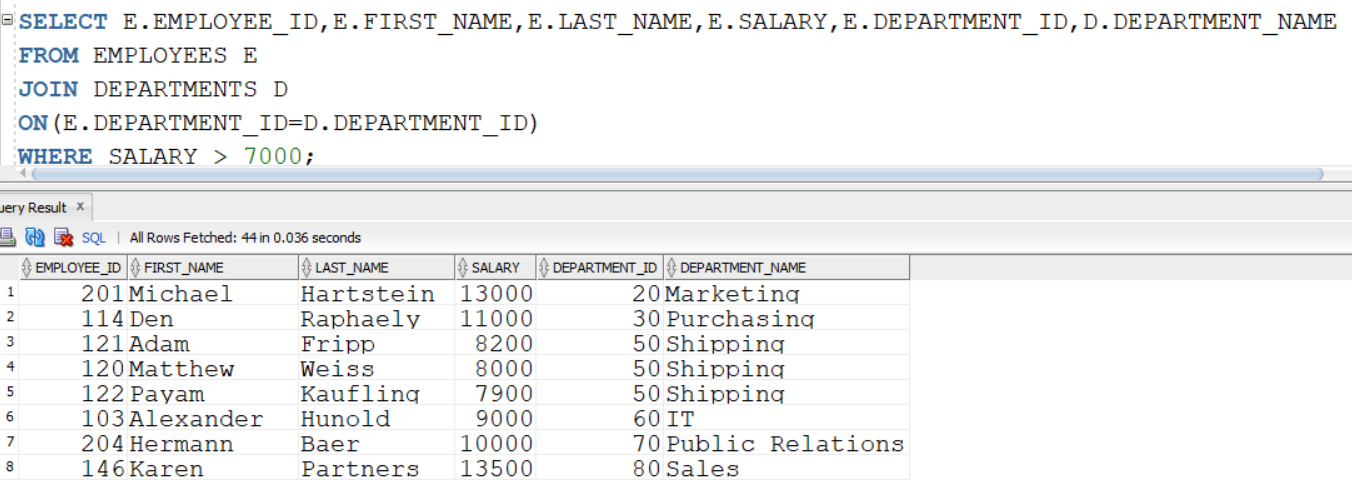 SELECT E.EMPLOYEE_ID,E.FIRST_NAME,E.LAST_NAME,E.SALARY,E.DEPARTMENT_ID,D.DEPARTMENT_NAME
FROM EMPLOYEES E
JOIN DEPARTMENTS D
ON(E.DEPARTMENT_ID=D.DEPARTMENT_ID)
WHERE SALARY > 7000;
uery Result x
SQL | All Rows Fetched: 44 in 0.036 seconds
EMPLOYEE_ID FIRST_NAME LAST_NAME SALARY DEPARTMENT_ID DEPARTMENT_NAME
1 201 Michael Hartstein 13000 20 Marketing
2 114 Den Raphaely 11000 30 Purchasing
3 121 Adam Fripp 8200 50 Shipping
4 120 Matthew Weiss 8000 50 Shipping
5 122 Payam Kaufling 7900 50 Shipping
6 103 Alexander Hunold 9000 60 IT
7 204 Hermann Baer 10000 70 Public Relations
8 146 Karen Partners 13500 80 Sales